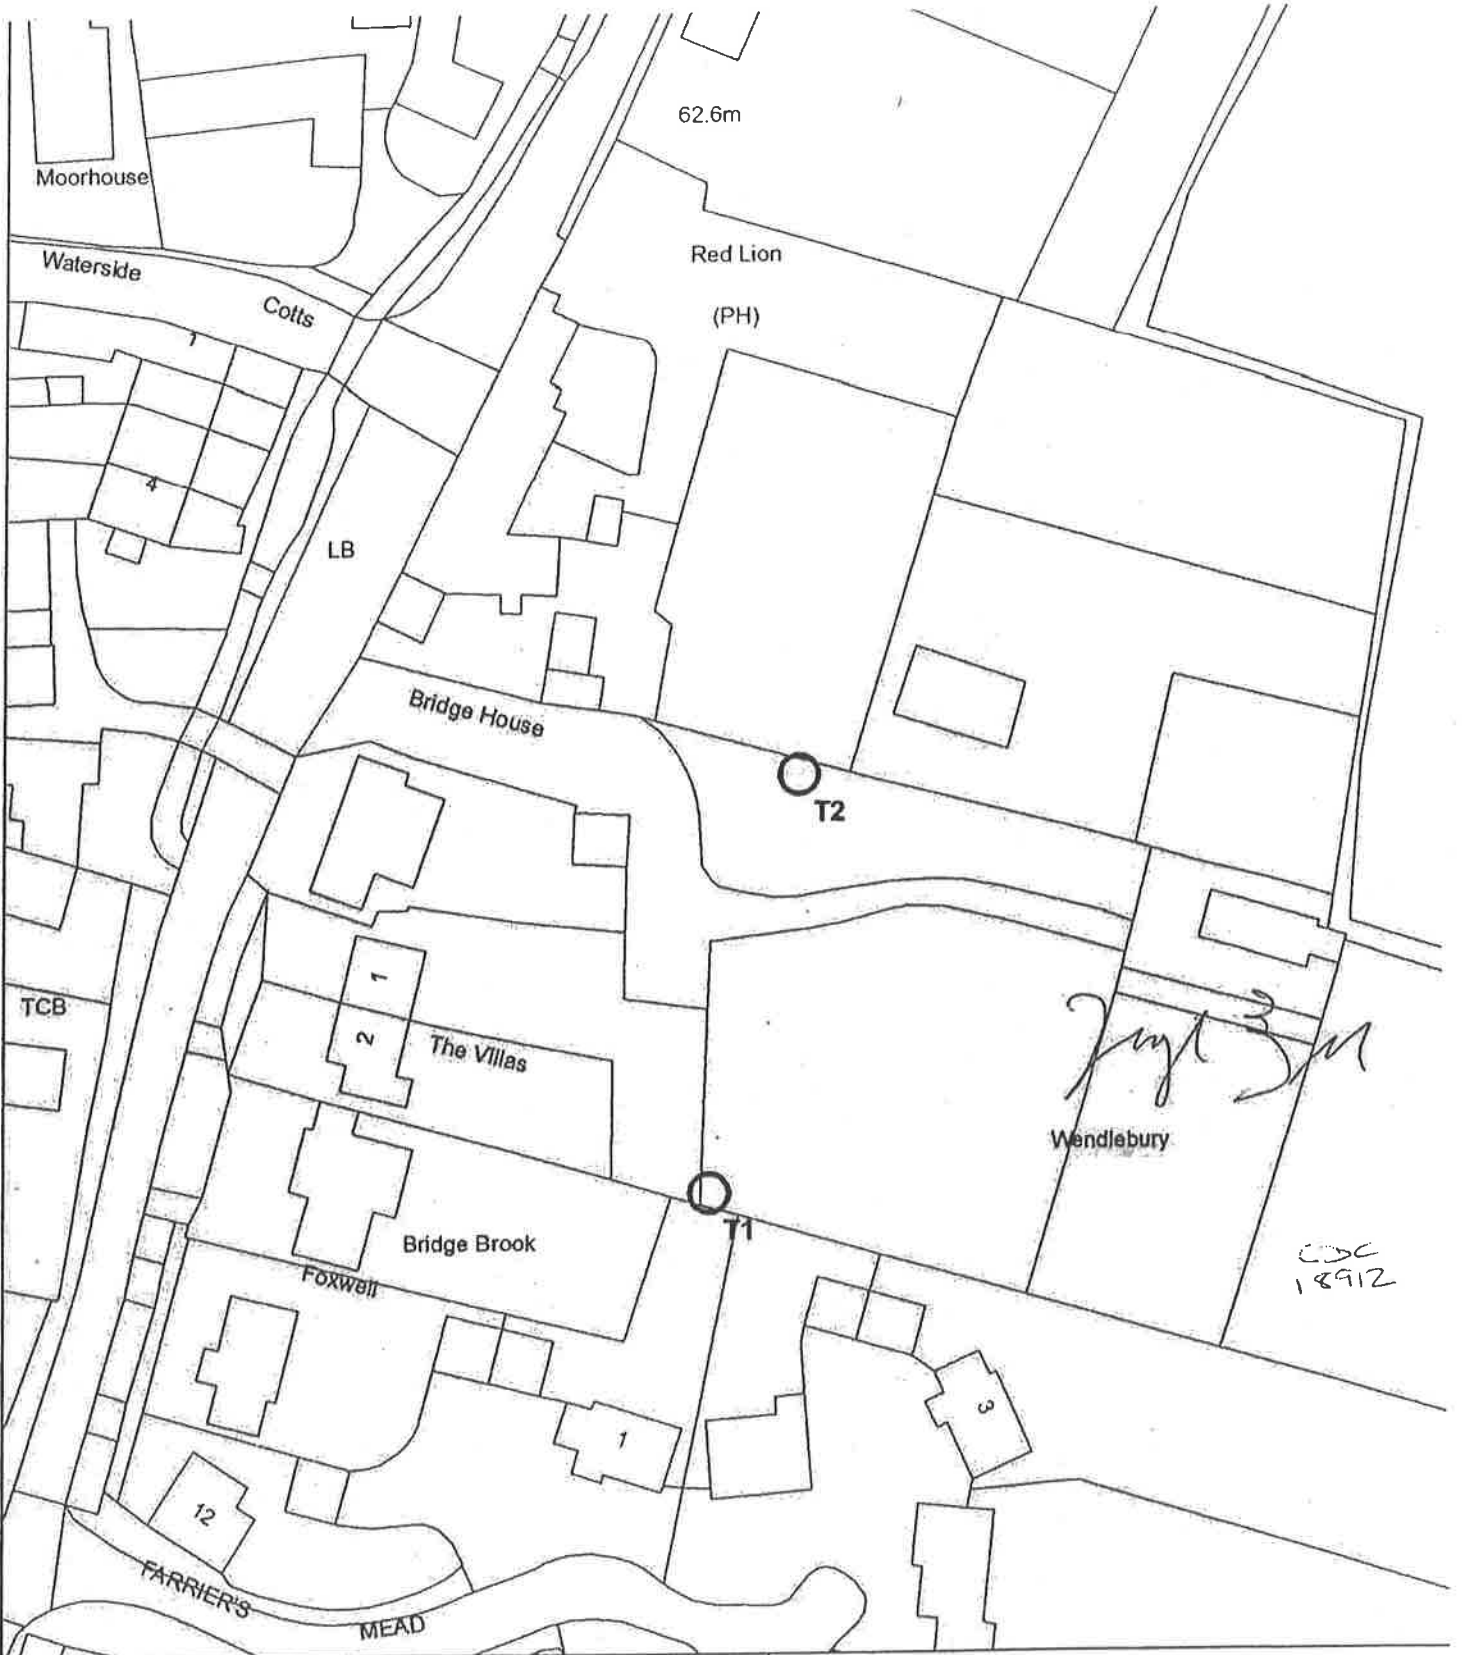 62.6m
Moorhouse
Red Lion
(PH)
Waterside
Cotts
1
4
LB
Bridge House
T2
1
2
The Villas
TCB
Wendlebury
T1
Bridge Brook
Foxwell
CDC
18912
3
1
12
FARRIER'S
MEAD